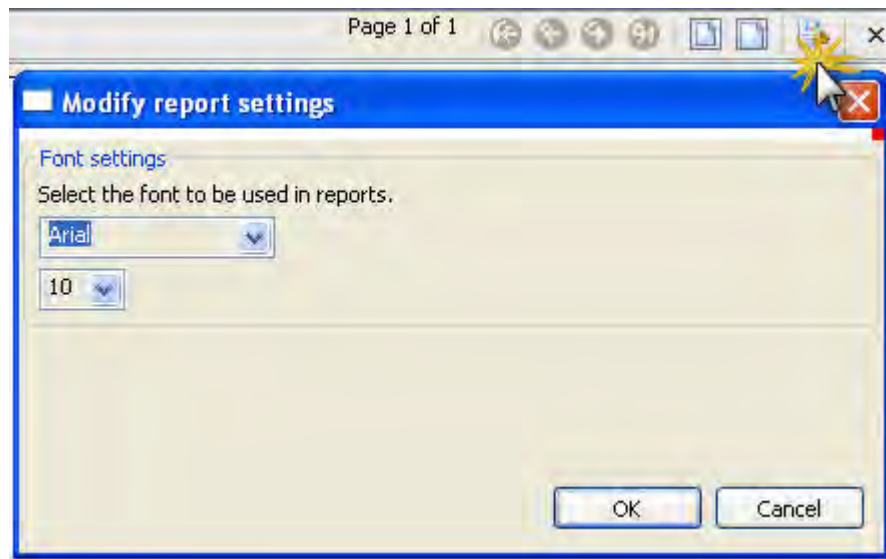 Page 1 of 1
Modify report settings
Font settings
Select the font to be used in reports.
Arial
10
OK
Cancel